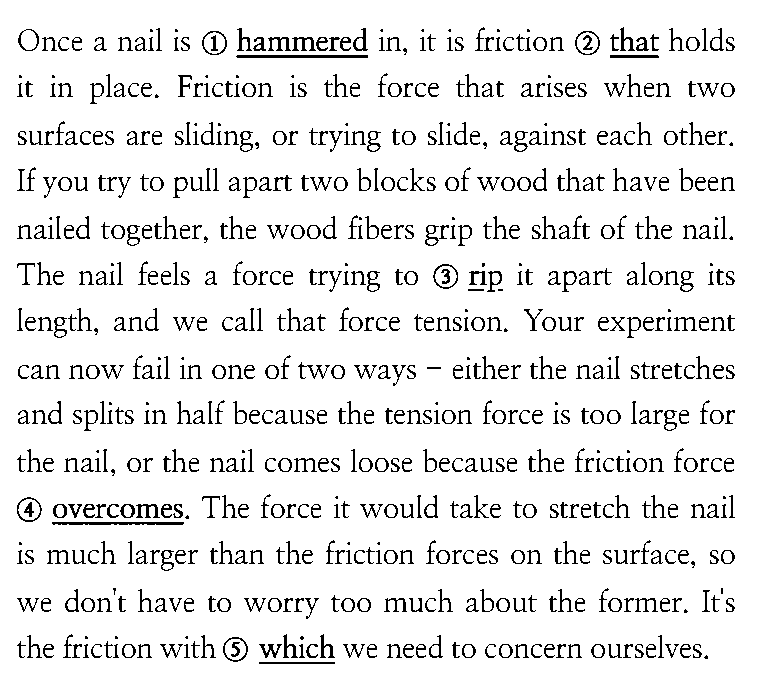 Once a nail is ① hammered in, it is friction ② that holds
it in place. Friction is the force that arises when two
surfaces are sliding, or trying to slide, against each other.
If you try to pull apart two blocks of wood that have been
nailed together, the wood fibers grip the shaft of the nail.
The nail feels a force trying to ③ rip it apart along its
length, and we call that force tension. Your experiment
can now fail in one of two ways − either the nail stretches
and splits in half because the tension force is too large for
the nail, or the nail comes loose because the friction force
④ overcomes. The force it would take to stretch the nail
is much larger than the friction forces on the surface, so
we don't have to worry too much about the former. It's
the friction with ⑤ which we need to concern ourselves.